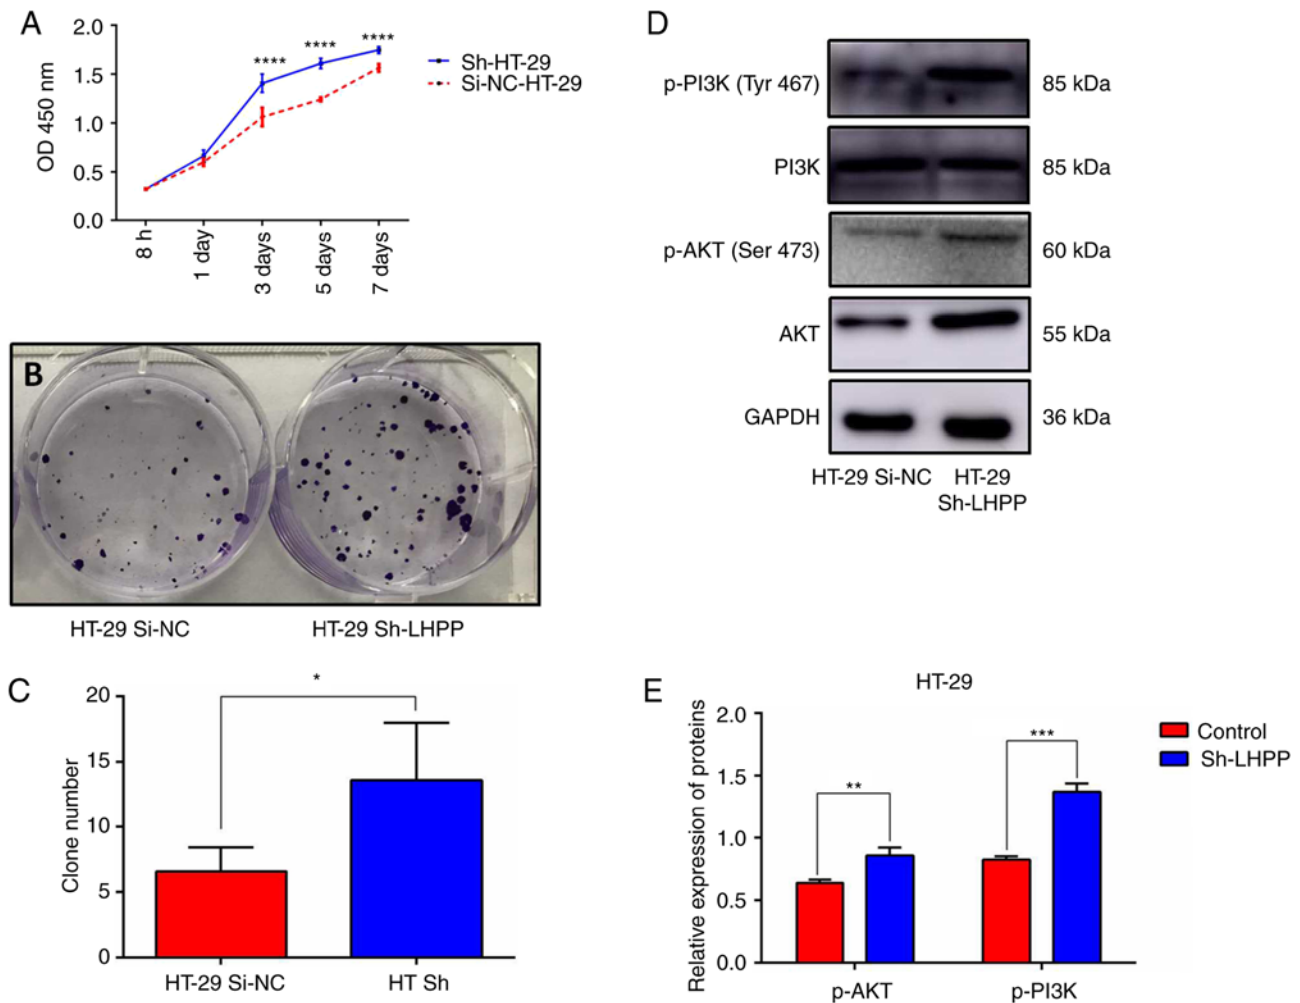 A
2.0
1.5
1.0
0.5
0.0
OD 450 nm
****
****
****
8 h
1 day
3 days
5 days
7 days
Sh-HT-29
Si-NC-HT-29
B
HT-29 Si-NC
HT-29 Sh-LHPP
C
20
15
10
5
0
Clone number
*
HT-29 Si-NC
HT Sh
D
p-PI3K (Tyr 467)
85 kDa
PI3K
85 kDa
p-AKT (Ser 473)
60 kDa
AKT
55 kDa
GAPDH
36 kDa
HT-29 Si-NC
HT-29
Sh-LHPP
E
HT-29
2.0
1.5
1.0
0.5
0.0
Relative expression of proteins
**
***
p-AKT
p-PI3K
Control
Sh-LHPP